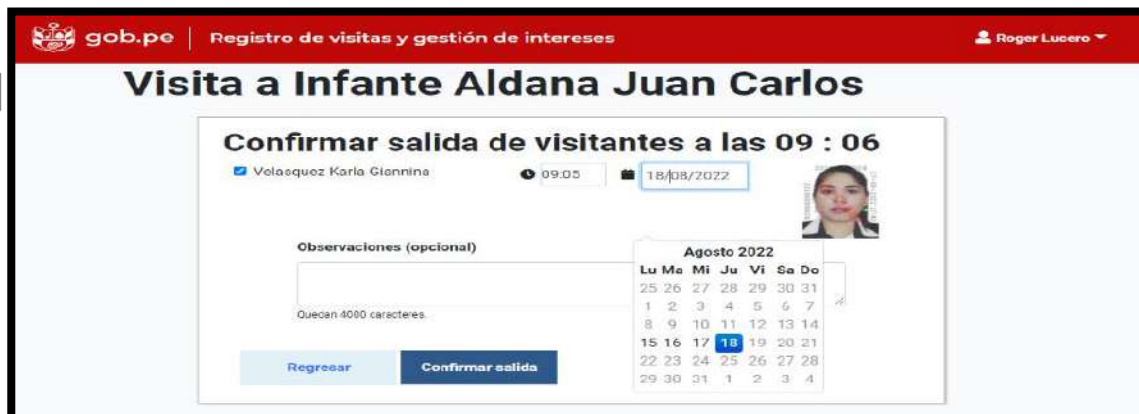 gob.pe | Registro de visitas y gestión de intereses
Roger Lucero
Visita a Infante Aldana Juan Carlos
Confirmar salida de visitantes a las 09 : 06
Velasquez Karla Giannina 09:05 18/08/2022
Observaciones (opcional)
Quedan 4000 caracteres.
Agosto 2022
Lu Ma Mi Ju Vi Sa Do
25 26 27 28 29 30 31
1 2 3 4 5 6 7
8 9 10 11 12 13 14
15 16 17 18 19 20 21
22 23 24 25 26 27 28
29 30 31 1 2 3 4
Regresar Confirmar salida